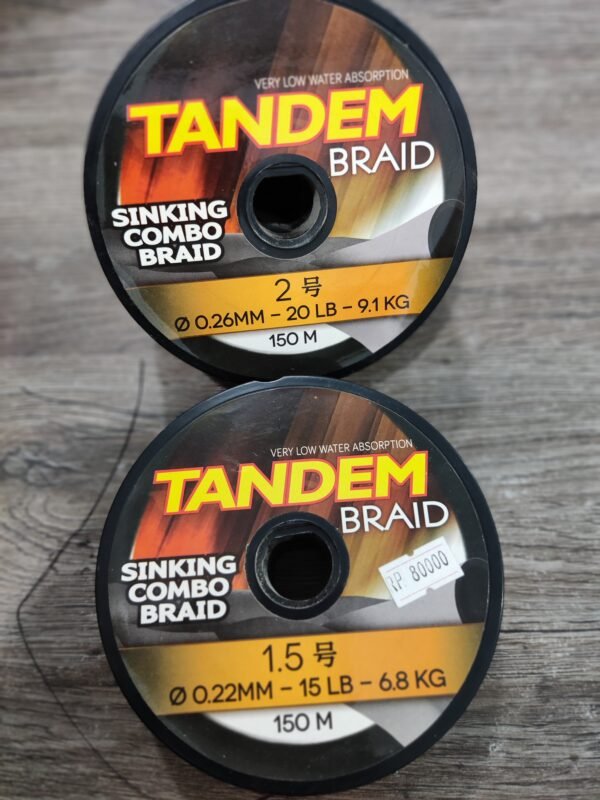 VERY LOW WATER ABSORPTION
TANDEM
BRAID
SINKING
COMBO
BRAID
2 号
Ø 0.26MM – 20 LB – 9.1 KG
150 M
VERY LOW WATER ABSORPTION
TANDEM
BRAID
SINKING
COMBO
BRAID
RP 80000
1.5 号
Ø 0.22MM – 15 LB – 6.8 KG
150 M